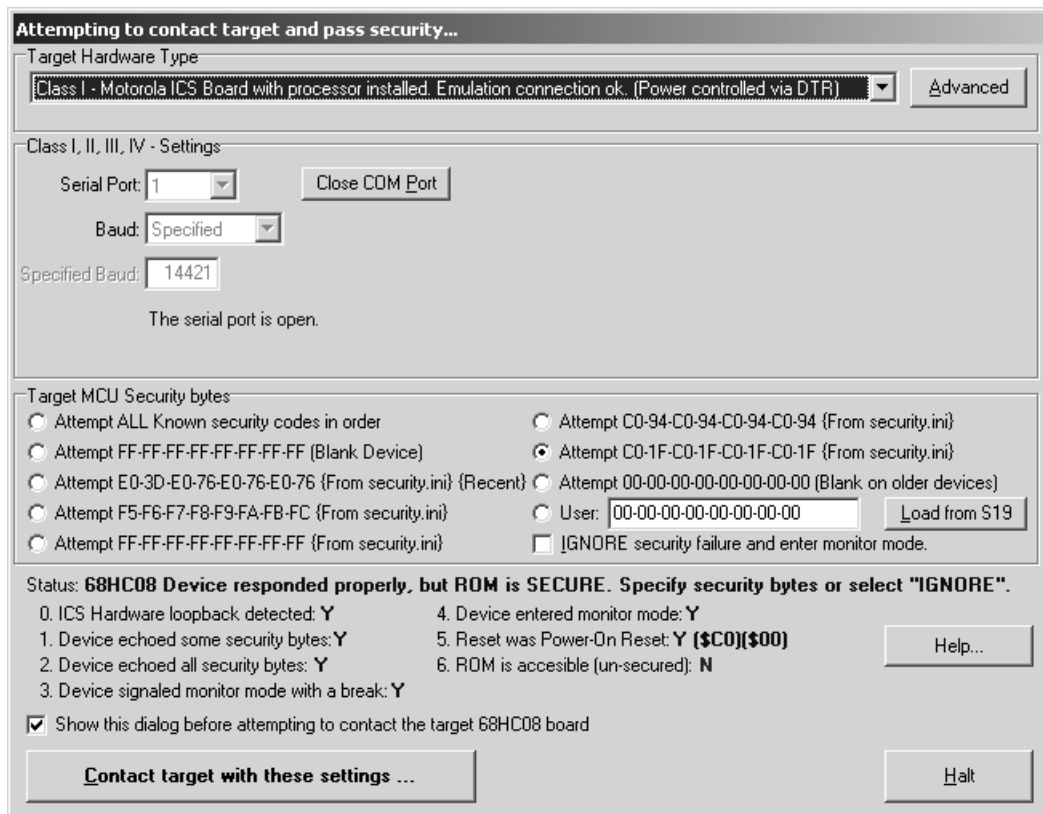 Attempting to contact target and pass security...
Target Hardware Type
Class I - Motorola ICS Board with processor installed. Emulation connection ok. (Power controlled via DTR)
Advanced
Class I, II, III, IV - Settings
Serial Port: 1
Close COM Port
Baud: Specified
Specified Baud: 14421
The serial port is open.
Target MCU Security bytes
Attempt ALL Known security codes in order
Attempt FF-FF-FF-FF-FF-FF-FF-FF (Blank Device)
Attempt E0-3D-E0-76-E0-76-E0-76 {From security.ini} {Recent}
Attempt F5-F6-F7-F8-F9-FA-FB-FC {From security.ini}
Attempt FF-FF-FF-FF-FF-FF-FF-FF {From security.ini}
Attempt C0-94-C0-94-C0-94-C0-94 {From security.ini}
Attempt C0-1F-C0-1F-C0-1F-C0-1F {From security.ini}
Attempt 00-00-00-00-00-00-00-00 (Blank on older devices)
User: 00-00-00-00-00-00-00-00
Load from S19
IGNORE security failure and enter monitor mode.
Status: 68HC08 Device responded properly, but ROM is SECURE. Specify security bytes or select "IGNORE".
0. ICS Hardware loopback detected: Y
1. Device echoed some security bytes: Y
2. Device echoed all security bytes: Y
3. Device signaled monitor mode with a break: Y
4. Device entered monitor mode: Y
5. Reset was Power-On Reset: Y ($C0)($00)
6. ROM is accesible (un-secured): N
Help...
Show this dialog before attempting to contact the target 68HC08 board
Contact target with these settings ...
Halt